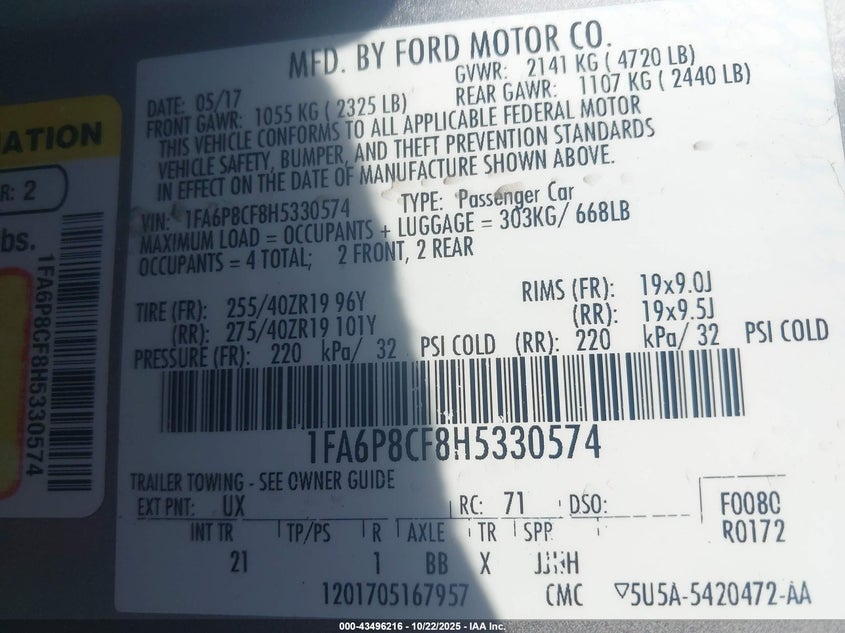 MFD. BY FORD MOTOR CO.
DATE: 05/17 GVWR: 2141 KG ( 4720 LB)
FRONT GAWR: 1055 KG ( 2325 LB) REAR GAWR: 1107 KG ( 2440 LB)
THIS VEHICLE CONFORMS TO ALL APPLICABLE FEDERAL MOTOR
VEHICLE SAFETY, BUMPER, AND THEFT PREVENTION STANDARDS
IN EFFECT ON THE DATE OF MANUFACTURE SHOWN ABOVE.
VIN: 1FA6P8CF8H5330574 TYPE: Passenger Car
MAXIMUM LOAD = OCCUPANTS + LUGGAGE = 303KG/ 668LB
OCCUPANTS = 4 TOTAL; 2 FRONT, 2 REAR
TIRE (FR): 255/40ZR19 96Y RIMS (FR): 19x9.0J
(RR): 275/40ZR19 101Y (RR): 19x9.5J
PRESSURE (FR): 220 kPa/ 32 PSI COLD (RR): 220 kPa/ 32 PSI COLD
1FA6P8CF8H5330574
TRAILER TOWING - SEE OWNER GUIDE
EXT PNT: UX RC: 71 DSO: F0080
INT TR TP/PS R AXLE TR SPP R0172
21 1 BB X
1201705167957 CMC ▽5U5A-5420472-AA
ATION
R: 2
bs.
1FA6P8CF8H5330574
000-43496216 - 10/22/2025 - IAA Inc.